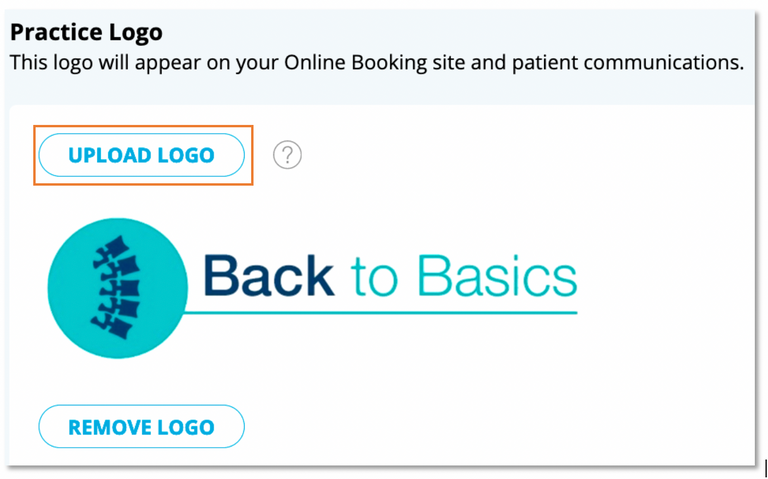 Practice Logo
This logo will appear on your Online Booking site and patient communications.
UPLOAD LOGO ?
Back to Basics
REMOVE LOGO